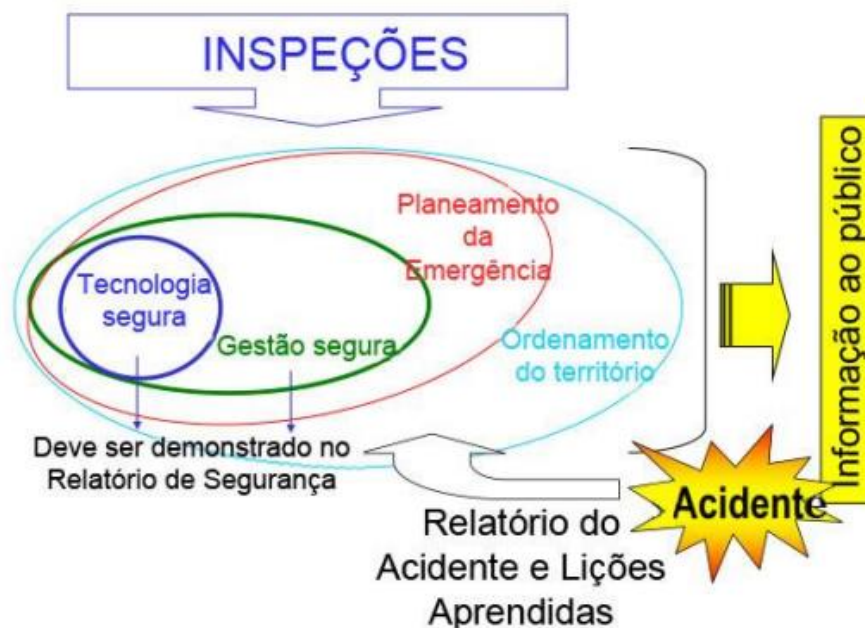 INSPEÇÕES
Planeamento
da
Emergência
Tecnologia
segura
Gestão segura
Ordenamento
do território
Deve ser demonstrado no
Relatório de Segurança
Informação ao público
Acidente
Relatório do
Acidente e Lições
Aprendidas